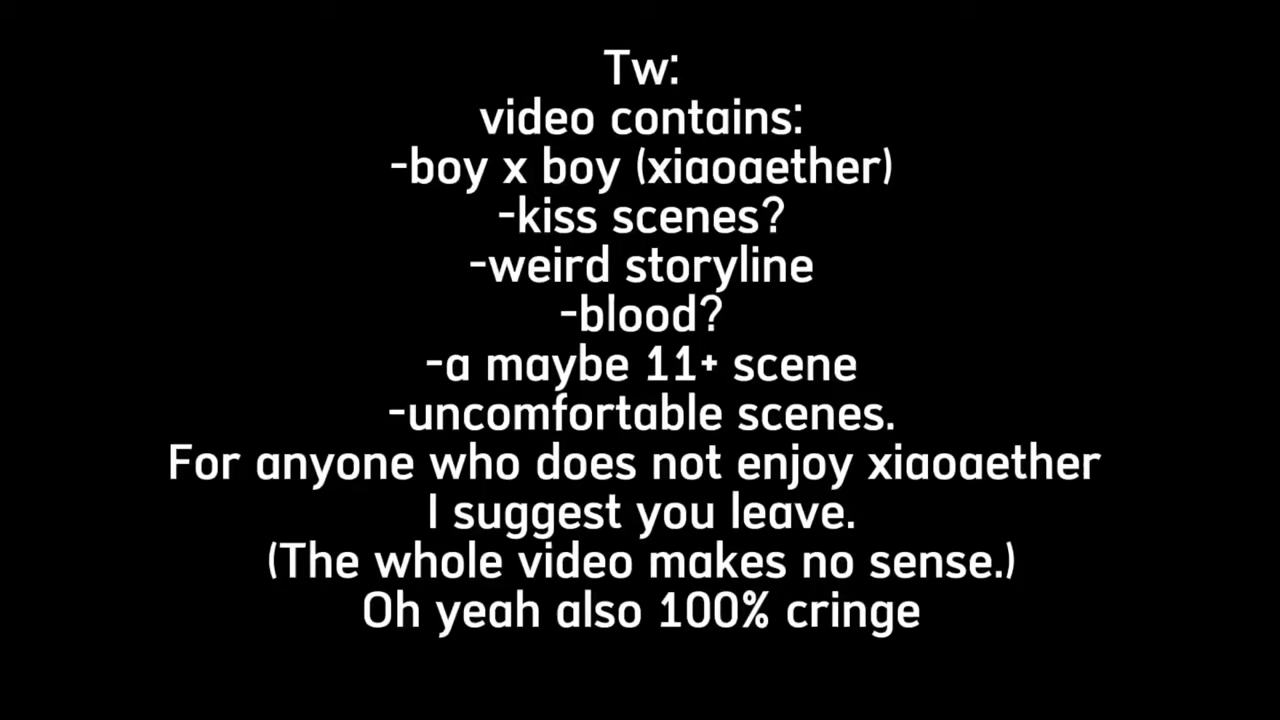 Tw:
video contains:
-boy x boy (xiaoaether)
-kiss scenes?
-weird storyline
-blood?
-a maybe 11+ scene
-uncomfortable scenes.
For anyone who does not enjoy xiaoaether
I suggest you leave.
(The whole video makes no sense.)
Oh yeah also 100% cringe